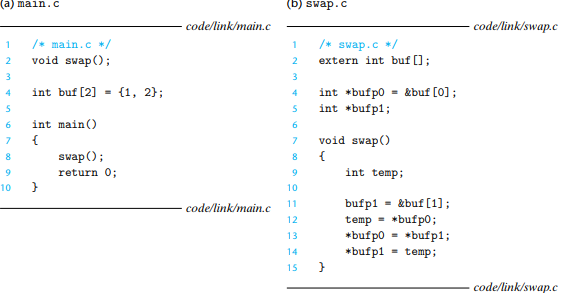 (a) main.c
code/link/main.c
1 /* main.c */
2 void swap();
3
4 int buf[2] = {1, 2};
5
6 int main()
7 {
8 swap();
9 return 0;
10 }
code/link/main.c
(b) swap.c
code/link/swap.c
1 /* swap.c */
2 extern int buf[];
3
4 int *bufp0 = &buf[0];
5 int *bufp1;
6
7 void swap()
8 {
9 int temp;
10
11 bufp1 = &buf[1];
12 temp = *bufp0;
13 *bufp0 = *bufp1;
14 *bufp1 = temp;
15 }
code/link/swap.c